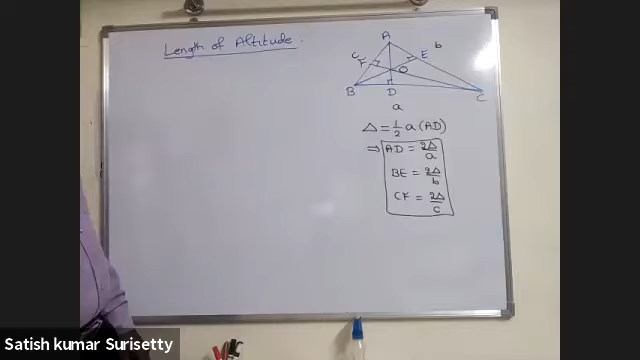 Length of Altitude.
A
c
F
E
b
O
B
D
C
a
Δ = 1/2 a (AD)
⇒ AD = 2Δ/a
BE = 2Δ/b
CF = 2Δ/c
Satish kumar Surisetty